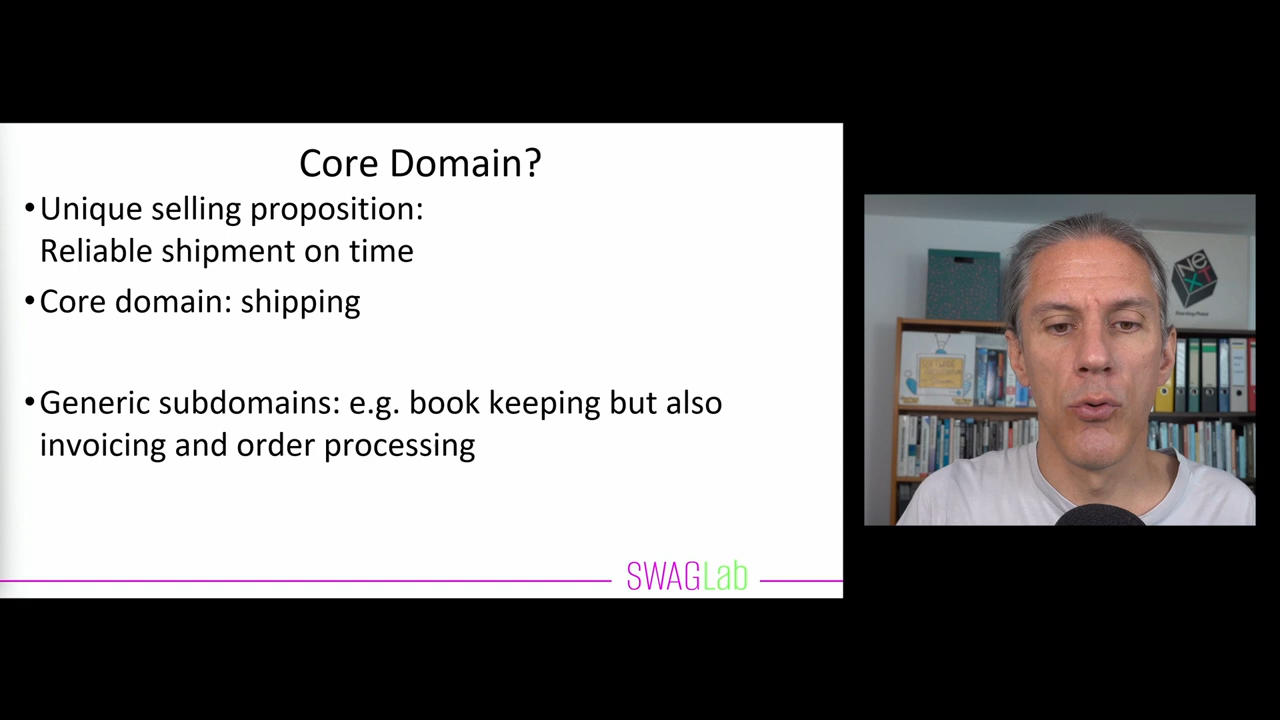 Core Domain?
•Unique selling proposition:
Reliable shipment on time
•Core domain: shipping
•Generic subdomains: e.g. book keeping but also
invoicing and order processing
SWAGLab
NeXT